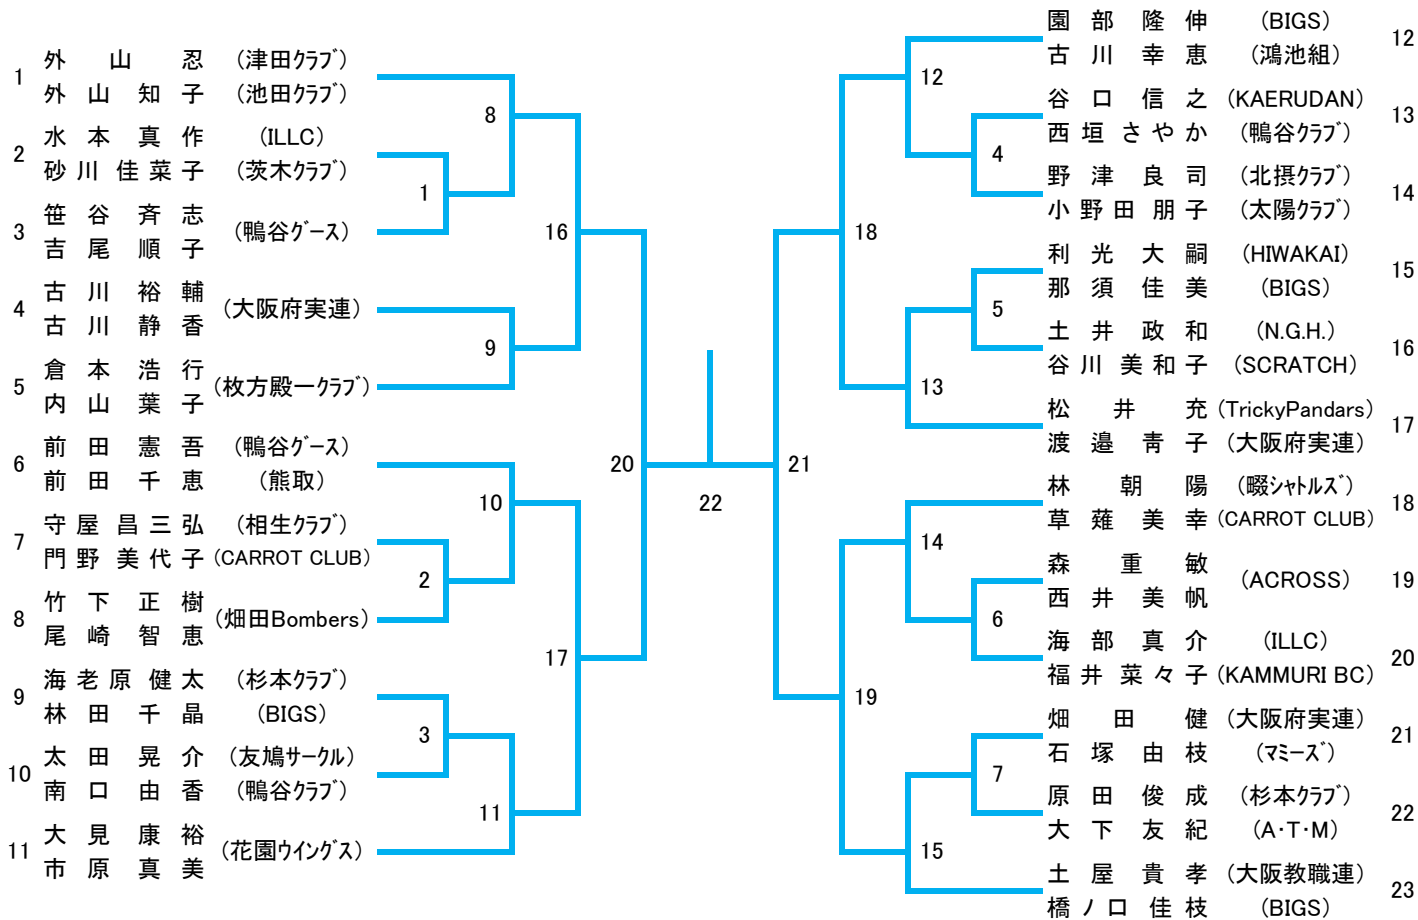 1 外山忍 (津田ｸﾗﾌﾞ)
外山知子 (池田ｸﾗﾌﾞ)
2 水本真作 (ILLC)
砂川佳菜子 (茨木ｸﾗﾌﾞ)
3 笹谷斉志 (鴨谷ｸﾞｰｽ)
吉尾順子
4 古川裕輔 (大阪府実連)
古川静香
5 倉本浩行 (枚方殿一ｸﾗﾌﾞ)
内山葉子
6 前田憲吾 (鴨谷ｸﾞｰｽ)
前田千恵 (熊取)
7 守屋昌三弘 (相生ｸﾗﾌﾞ)
門野美代子 (CARROT CLUB)
8 竹下正樹 (畑田Bombers)
尾崎智恵
9 海老原健太 (杉本ｸﾗﾌﾞ)
林田千晶 (BIGS)
10 太田晃介 (友鳩ｻｰｸﾙ)
南口由香 (鴨谷ｸﾗﾌﾞ)
11 大見康裕 (花園ｳｲﾝｸﾞｽ)
市原真美
8
1
16
9
20
10
2
17
3
11
22
12
4
18
5
13
21
14
6
19
7
15
園部隆伸 (BIGS) 12
古川幸恵 (鴻池組)
谷口信之 (KAERUDAN) 13
西垣さやか (鴨谷ｸﾗﾌﾞ)
野津良司 (北摂ｸﾗﾌﾞ) 14
小野田朋子 (太陽ｸﾗﾌﾞ)
利光大嗣 (HIWAKAI) 15
那須佳美 (BIGS)
土井政和 (N.G.H.) 16
谷川美和子 (SCRATCH)
松井充 (TrickyPandars) 17
渡邉靑子 (大阪府実連)
林朝陽 (畷ｼｬﾄﾙｽﾞ) 18
草薙美幸 (CARROT CLUB)
森重敏 (ACROSS) 19
西井美帆
海部真介 (ILLC) 20
福井菜々子 (KAMMURI BC)
畑田健 (大阪府実連) 21
石塚由枝 (ﾏﾐｰｽﾞ)
原田俊成 (杉本ｸﾗﾌﾞ) 22
大下友紀 (A･T･M)
土屋貴孝 (大阪教職連) 23
橋ノ口佳枝 (BIGS)